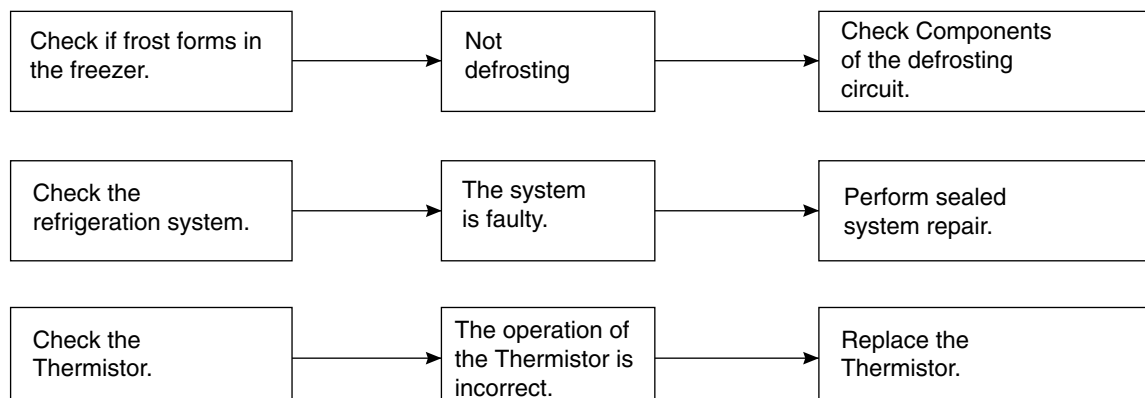 Check if frost forms in
the freezer.
Not
defrosting
Check Components
of the defrosting
circuit.
Check the
refrigeration system.
The system
is faulty.
Perform sealed
system repair.
Check the
Thermistor.
The operation of
the Thermistor is
incorrect.
Replace the
Thermistor.